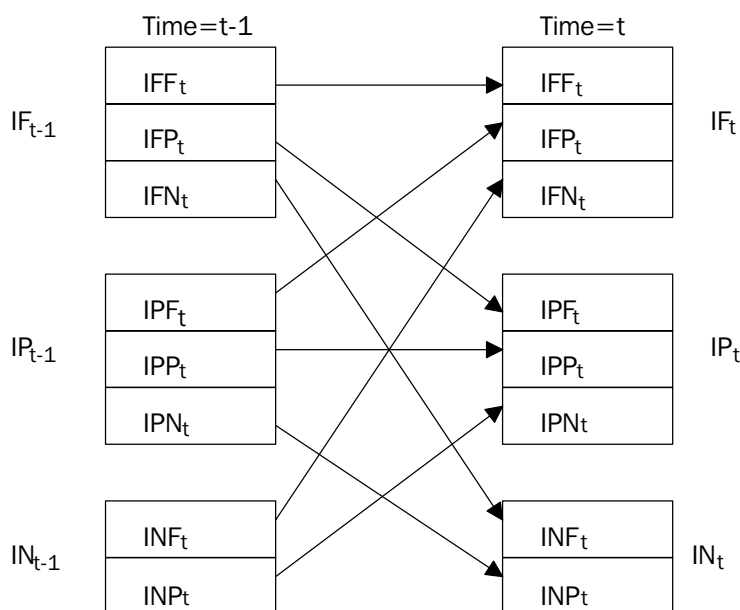 Time=t-1 Time=t
IFFt IFFt
IFt-1 IFPt IFPt IFt
IFNt IFNt
IPFt IPFt
IPt-1 IPPt IPPt IPt
IPNt IPNt
INFt INFt
INt-1 INt
INPt INPt